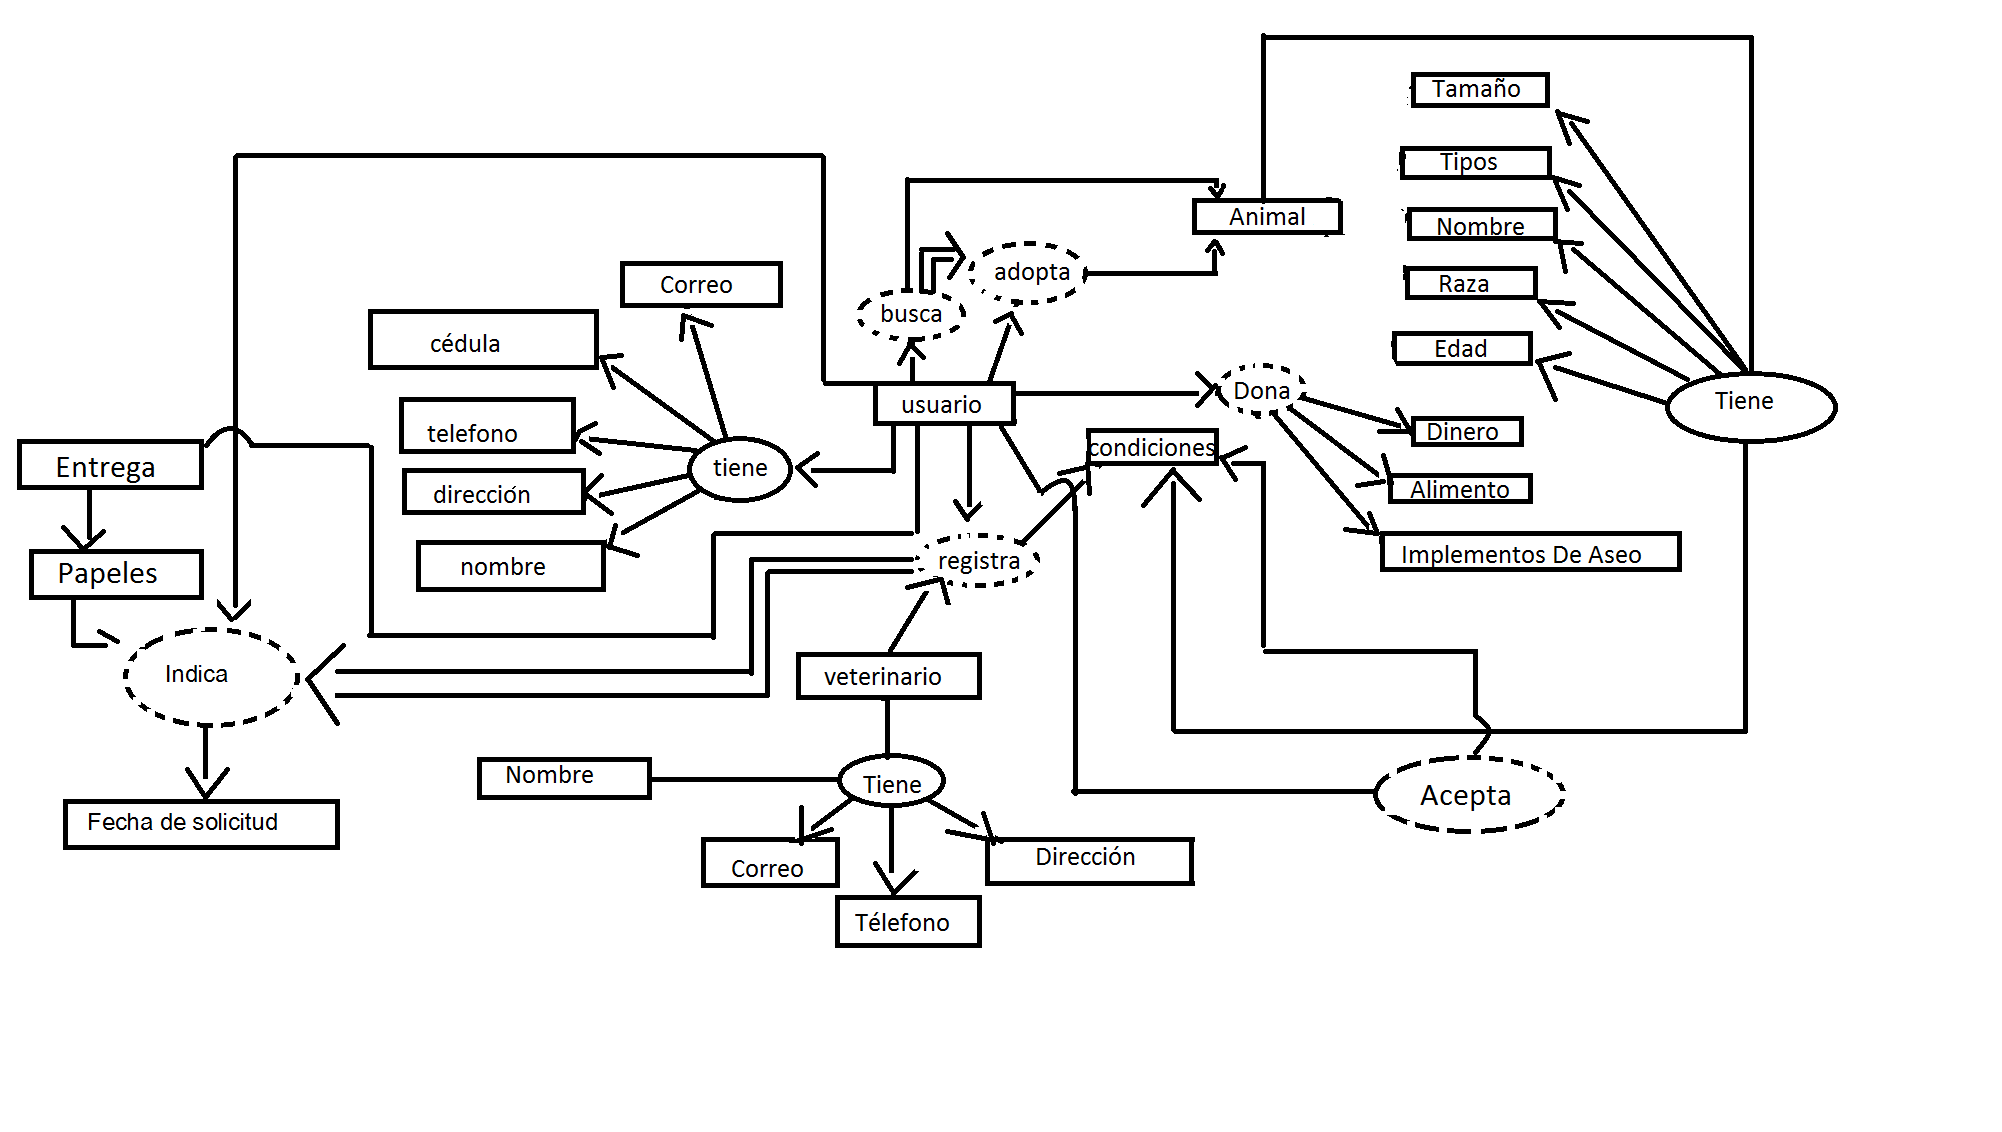 Tamaño
Tipos
Animal
Nombre
adopta
Correo
Raza
busca
cédula
Edad
usuario
Dona
Tiene
telefono
condiciones
Dinero
Entrega
tiene
dirección
Alimento
registra
Implementos De Aseo
Papeles
nombre
Indica
veterinario
Nombre
Tiene
Acepta
Fecha de solicitud
Correo
Dirección
Télefono